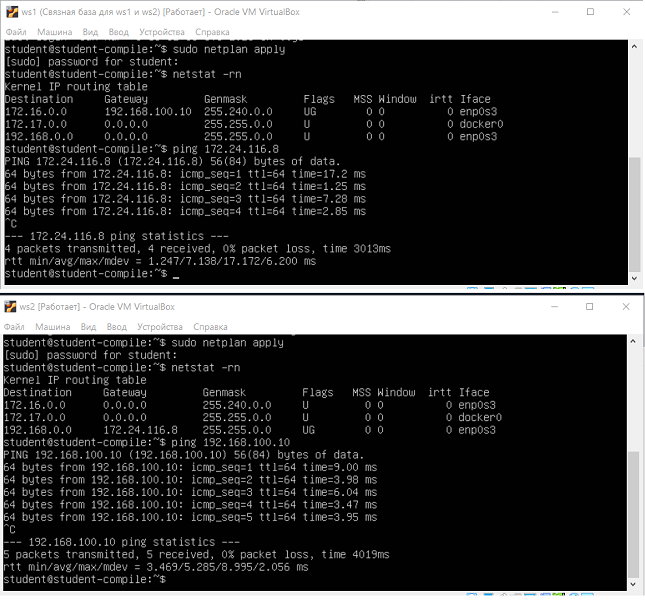 ws1 (Связная база для ws1 и ws2) [Работает] - Oracle VM VirtualBox
Файл Машина Вид Ввод Устройства Справка
student@student-compile:~$ sudo netplan apply
[sudo] password for student:
student@student-compile:~$ netstat -rn
Kernel IP routing table
Destination Gateway Genmask Flags MSS Window irtt Iface
172.16.0.0 192.168.100.10 255.240.0.0 UG 0 0 0 enp0s3
172.17.0.0 0.0.0.0 255.255.0.0 U 0 0 0 docker0
192.168.0.0 0.0.0.0 255.255.0.0 U 0 0 0 enp0s3
student@student-compile:~$ ping 172.24.116.8
PING 172.24.116.8 (172.24.116.8) 56(84) bytes of data.
64 bytes from 172.24.116.8: icmp_seq=1 ttl=64 time=17.2 ms
64 bytes from 172.24.116.8: icmp_seq=2 ttl=64 time=1.25 ms
64 bytes from 172.24.116.8: icmp_seq=3 ttl=64 time=7.28 ms
64 bytes from 172.24.116.8: icmp_seq=4 ttl=64 time=2.85 ms
^C
--- 172.24.116.8 ping statistics ---
4 packets transmitted, 4 received, 0% packet loss, time 3013ms
rtt min/avg/max/mdev = 1.247/7.138/17.172/6.200 ms
student@student-compile:~$ _
ws2 [Работает] - Oracle VM VirtualBox
Файл Машина Вид Ввод Устройства Справка
student@student-compile:~$ sudo netplan apply
[sudo] password for student:
student@student-compile:~$ netstat -rn
Kernel IP routing table
Destination Gateway Genmask Flags MSS Window irtt Iface
172.16.0.0 0.0.0.0 255.240.0.0 U 0 0 0 enp0s3
172.17.0.0 0.0.0.0 255.255.0.0 U 0 0 0 docker0
192.168.0.0 172.24.116.8 255.255.0.0 UG 0 0 0 enp0s3
student@student-compile:~$ ping 192.168.100.10
PING 192.168.100.10 (192.168.100.10) 56(84) bytes of data.
64 bytes from 192.168.100.10: icmp_seq=1 ttl=64 time=9.00 ms
64 bytes from 192.168.100.10: icmp_seq=2 ttl=64 time=3.98 ms
64 bytes from 192.168.100.10: icmp_seq=3 ttl=64 time=6.04 ms
64 bytes from 192.168.100.10: icmp_seq=4 ttl=64 time=3.47 ms
64 bytes from 192.168.100.10: icmp_seq=5 ttl=64 time=3.95 ms
^C
--- 192.168.100.10 ping statistics ---
5 packets transmitted, 5 received, 0% packet loss, time 4019ms
rtt min/avg/max/mdev = 3.469/5.285/8.995/2.056 ms
student@student-compile:~$